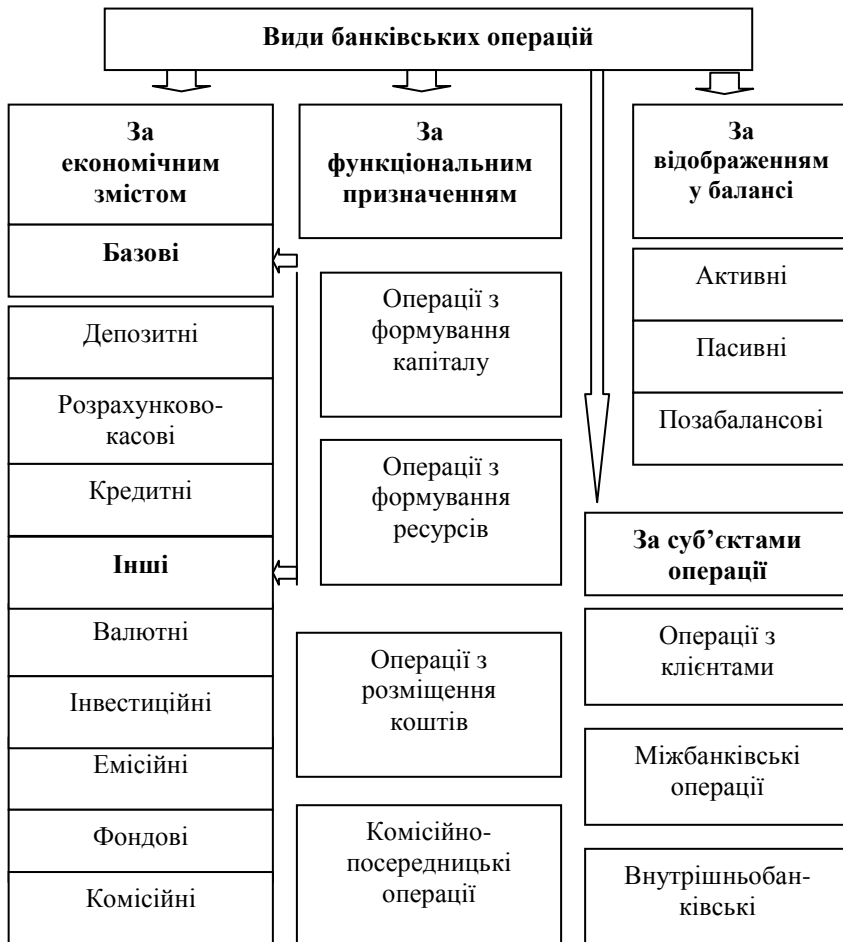 Види банківських операцій
За
економічним
змістом
Базові
Депозитні
Розрахунково-
касові
Кредитні
Інші
Валютні
Інвестиційні
Емісійні
Фондові
Комісійні
За
функціональним
призначенням
Операції з
формування
капіталу
Операції з
формування
ресурсів
Операції з
розміщення
коштів
Комісійно-
посередницькі
операції
За
відображенням
у балансі
Активні
Пасивні
Позабалансові
За суб’єктами
операції
Операції з
клієнтами
Міжбанківські
операції
Внутрішньобан-
ківські